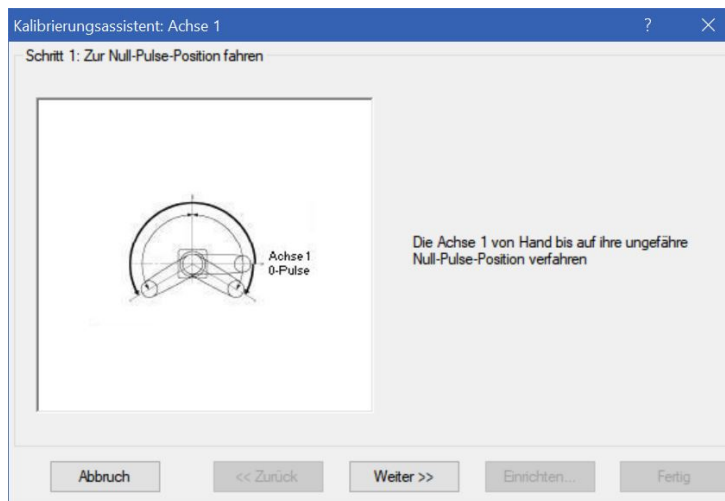 Kalibrierungsassistent: Achse 1
Schritt 1: Zur Null-Pulse-Position fahren
Achse 1
0-Pulse
Die Achse 1 von Hand bis auf ihre ungefähre
Null-Pulse-Position verfahren
Abbruch
<< Zurück
Weiter >>
Einrichten...
Fertig